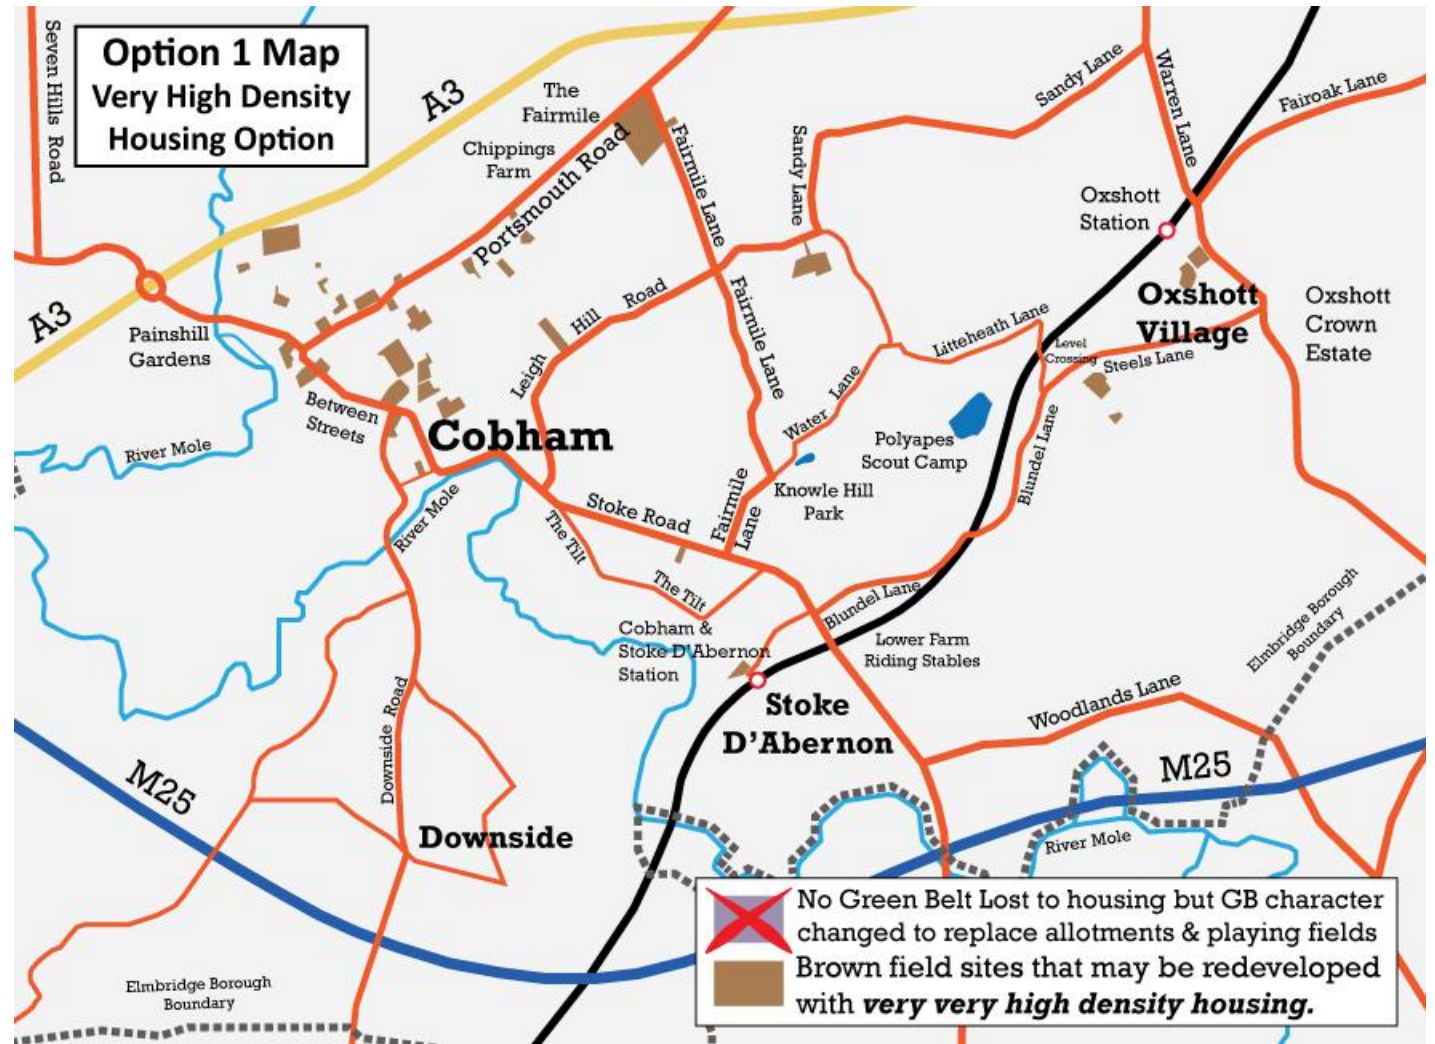 Option 1 Map
Very High Density
Housing Option
Seven Hills Road
A3
The
Fairmile
Chippings
Farm
Portsmouth Road
Fairmile Lane
Sandy Lane
Sandy Lane
Warren Lane
Fairoak Lane
Oxshott
Station
A3
Painshill
Gardens
Leigh
Hill
Road
Fairmile Lane
Litteheath Lane
Level
Crossing
Oxshott
Village
Steels Lane
Oxshott
Crown
Estate
Between
Streets
Cobham
River Mole
River Mole
Water Lane
Polyapes
Scout Camp
Blundel Lane
Knowle Hill
Park
Fairmile
Lane
Stoke Road
The Tilt
The Tilt
Blundel Lane
Cobham &
Stoke D'Abernon
Station
Lower Farm
Riding Stables
Elmbridge Borough
Boundary
Stoke
D'Abernon
Woodlands Lane
Downside Road
M25
M25
Downside
River Mole
Elmbridge Borough
Boundary
No Green Belt Lost to housing but GB character
changed to replace allotments & playing fields
Brown field sites that may be redeveloped
with very very high density housing.